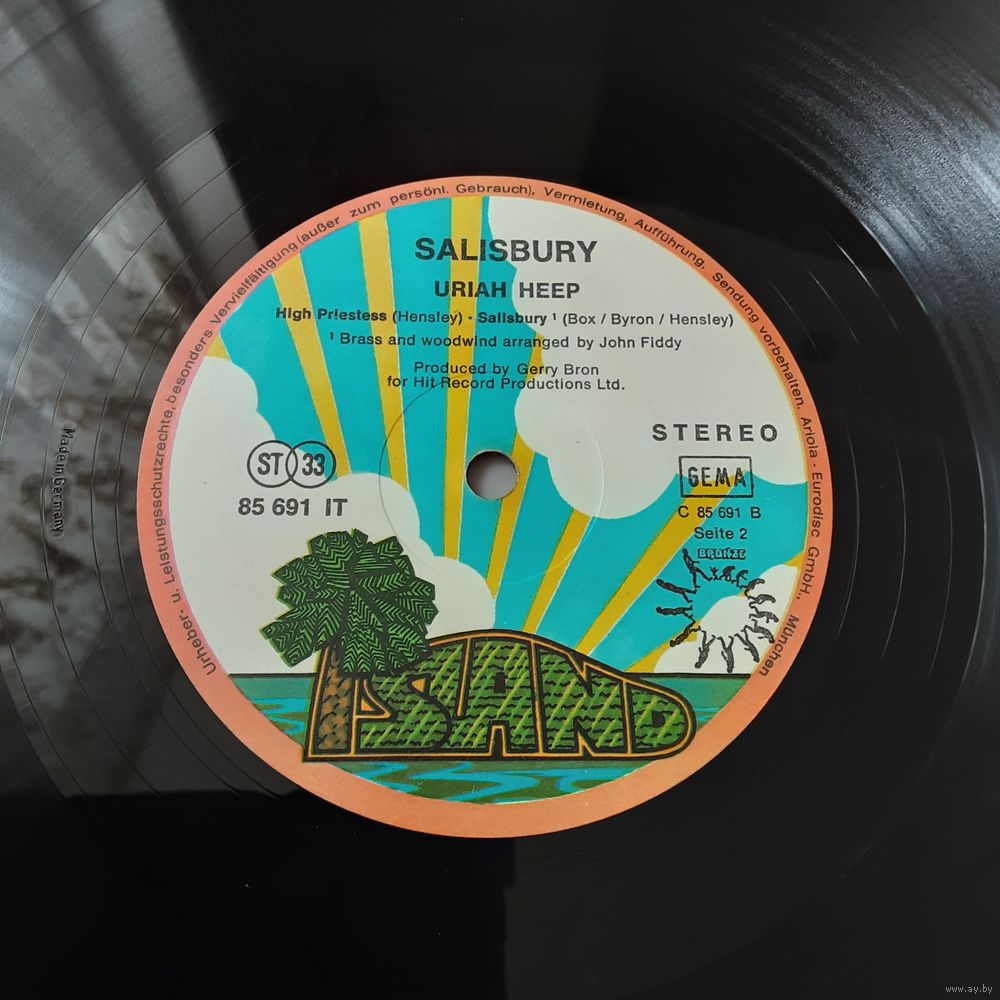 Urheber- u. Leistungsschutzrechte, besonders Vervielfältigung (außer zum persönl. Gebrauch), Vermietung, Aufführung, Sendung vorbehalten. Ariola - Eurodisc GmbH., München
SALISBURY
URIAH HEEP
High Priestess (Hensley) · Salisbury ¹ (Box / Byron / Hensley)
¹ Brass and woodwind arranged by John Fiddy
Produced by Gerry Bron
for Hit Record Productions Ltd.
STEREO
ST 33
85 691 IT
GEMA
C 85 691 B
Seite 2
BRONZE
ISLAND
Made in Germany
www.ay.by